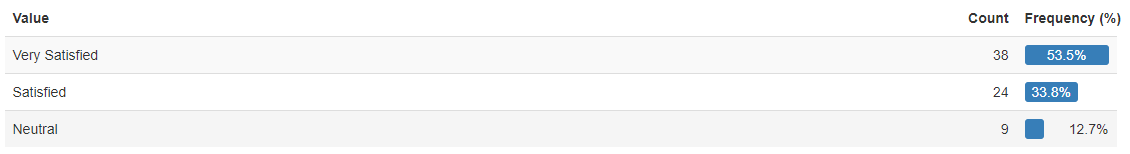 Value Count Frequency (%)
Very Satisfied 38 53.5%
Satisfied 24 33.8%
Neutral 9 12.7%